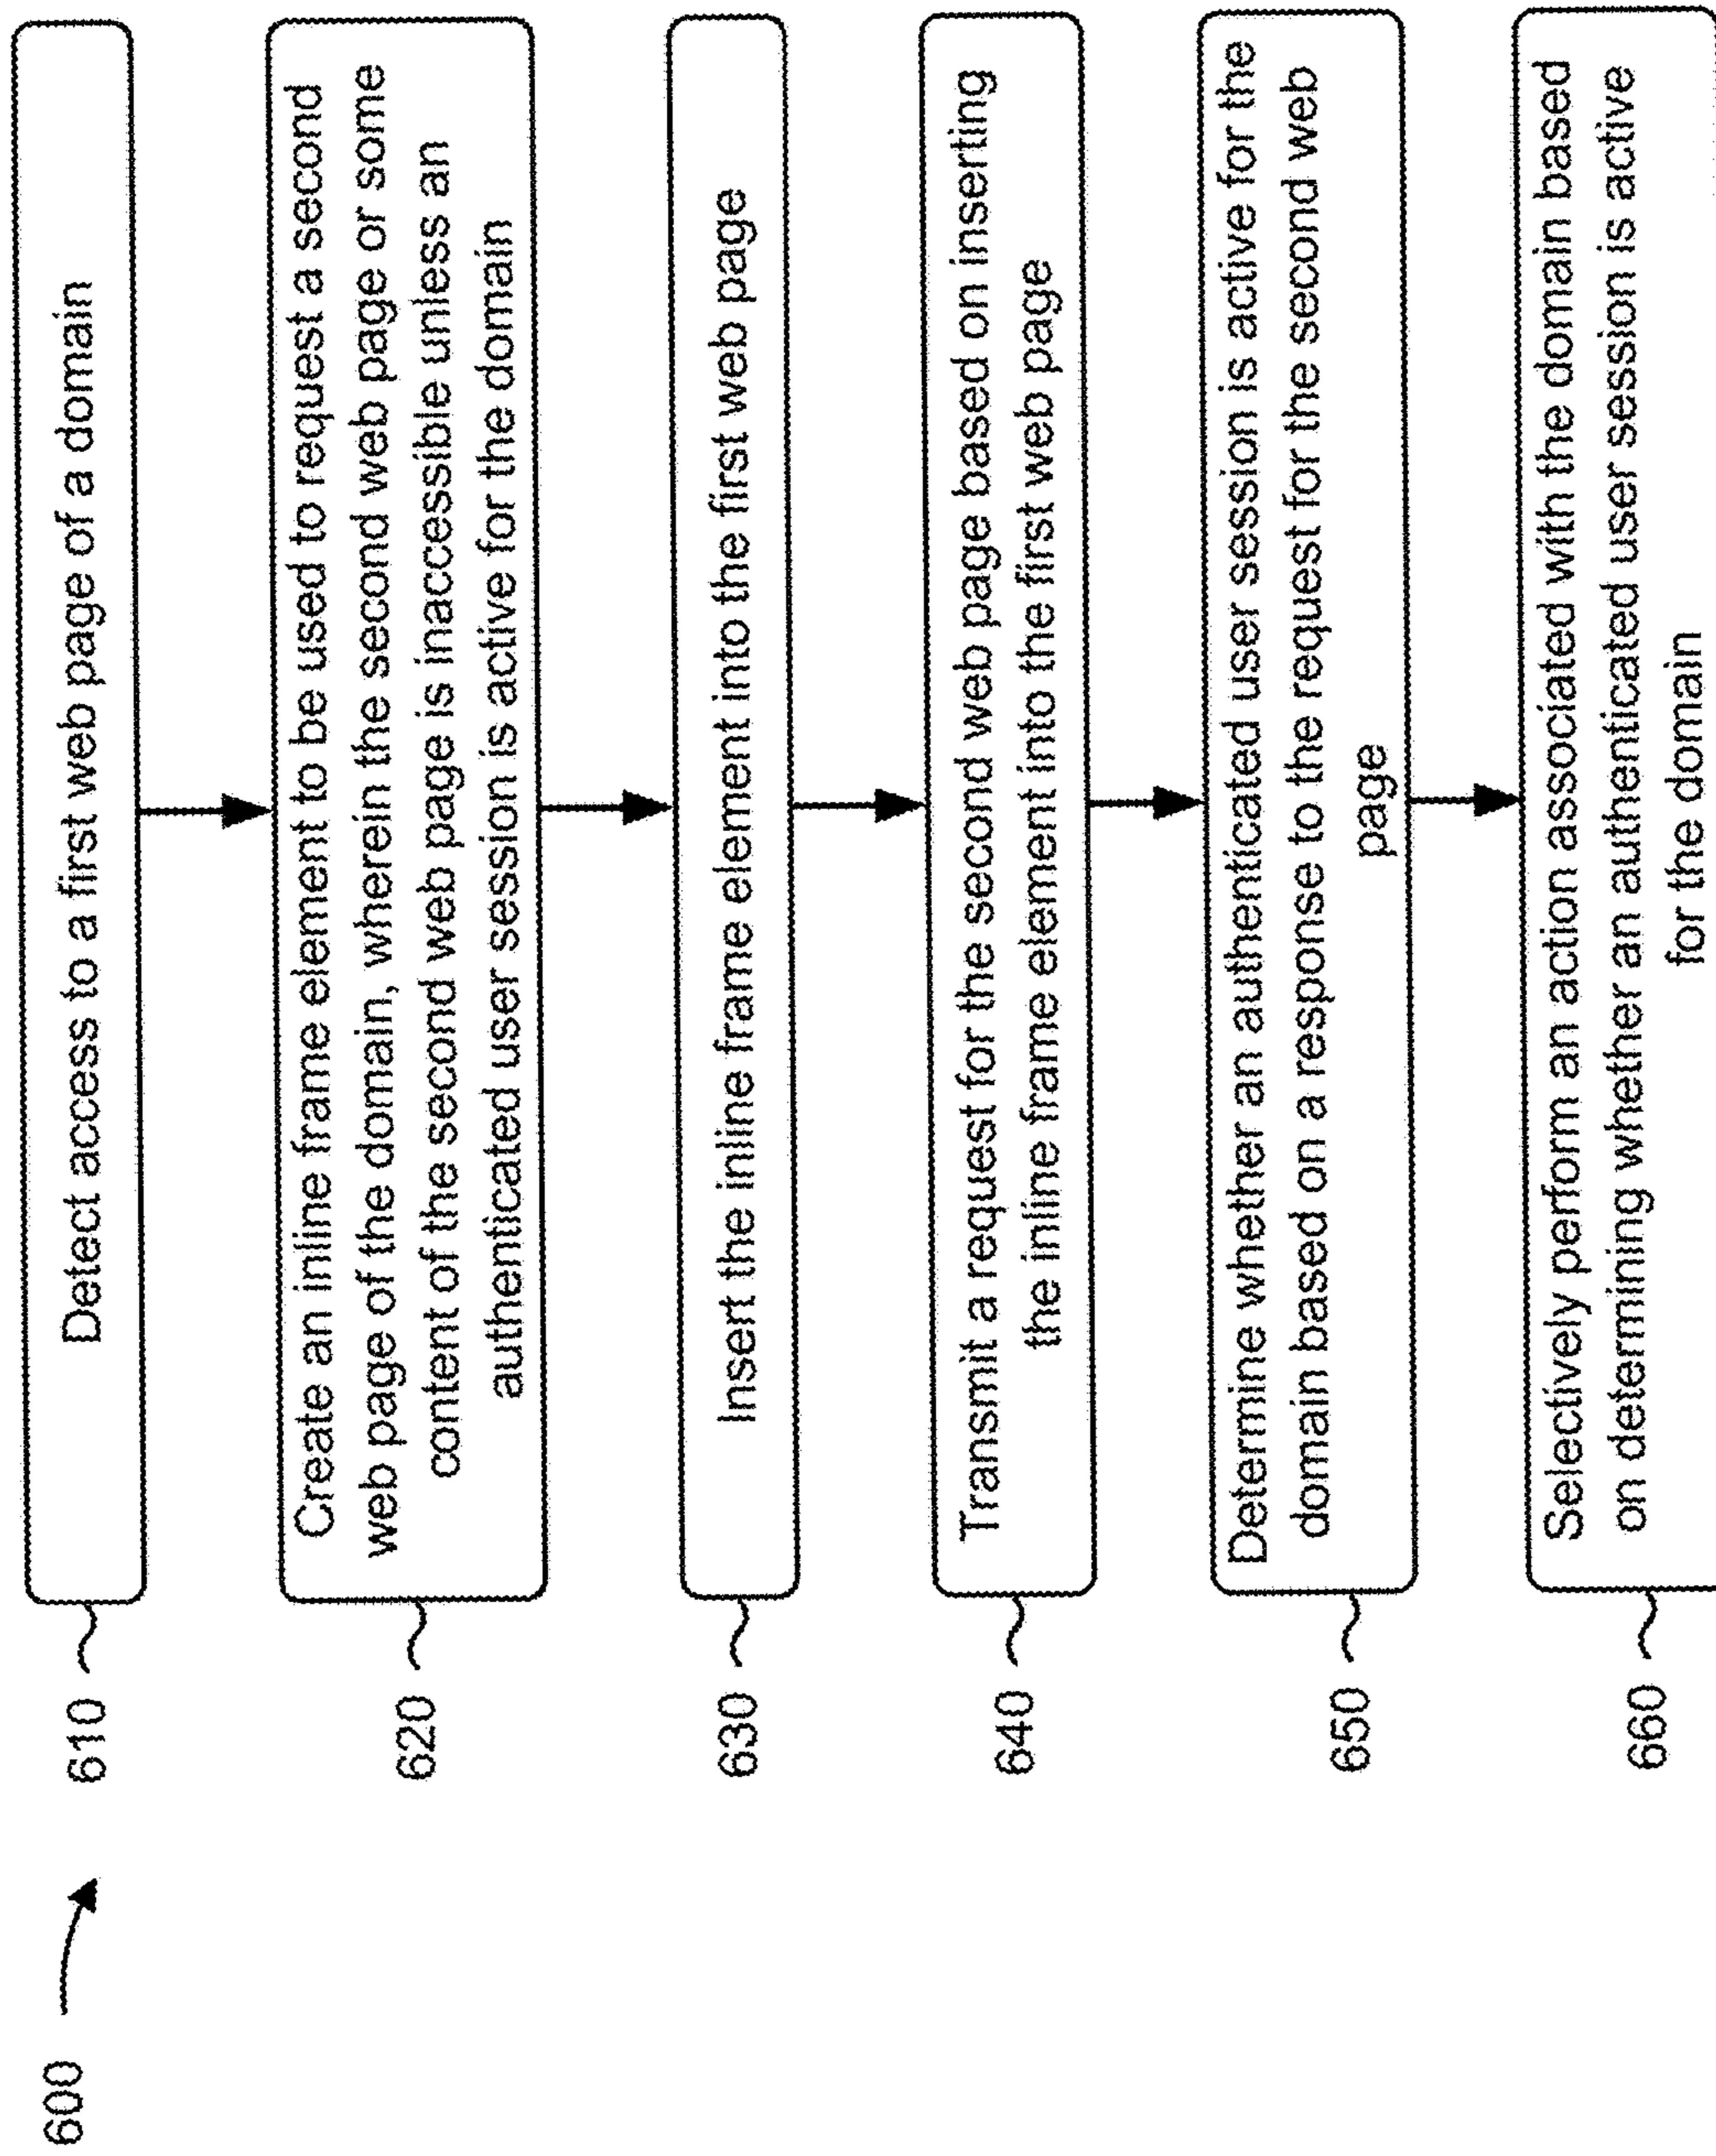 600
610
Detect access to a first web page of a domain
620
Create an inline frame element to be used to request a second
web page of the domain, wherein the second web page or some
content of the second web page is inaccessible unless an
authenticated user session is active for the domain
630
Insert the inline frame element into the first web page
640
Transmit a request for the second web page based on inserting
the inline frame element into the first web page
650
Determine whether an authenticated user session is active for the
domain based on a response to the request for the second web
page
660
Selectively perform an action associated with the domain based
on determining whether an authenticated user session is active
for the domain